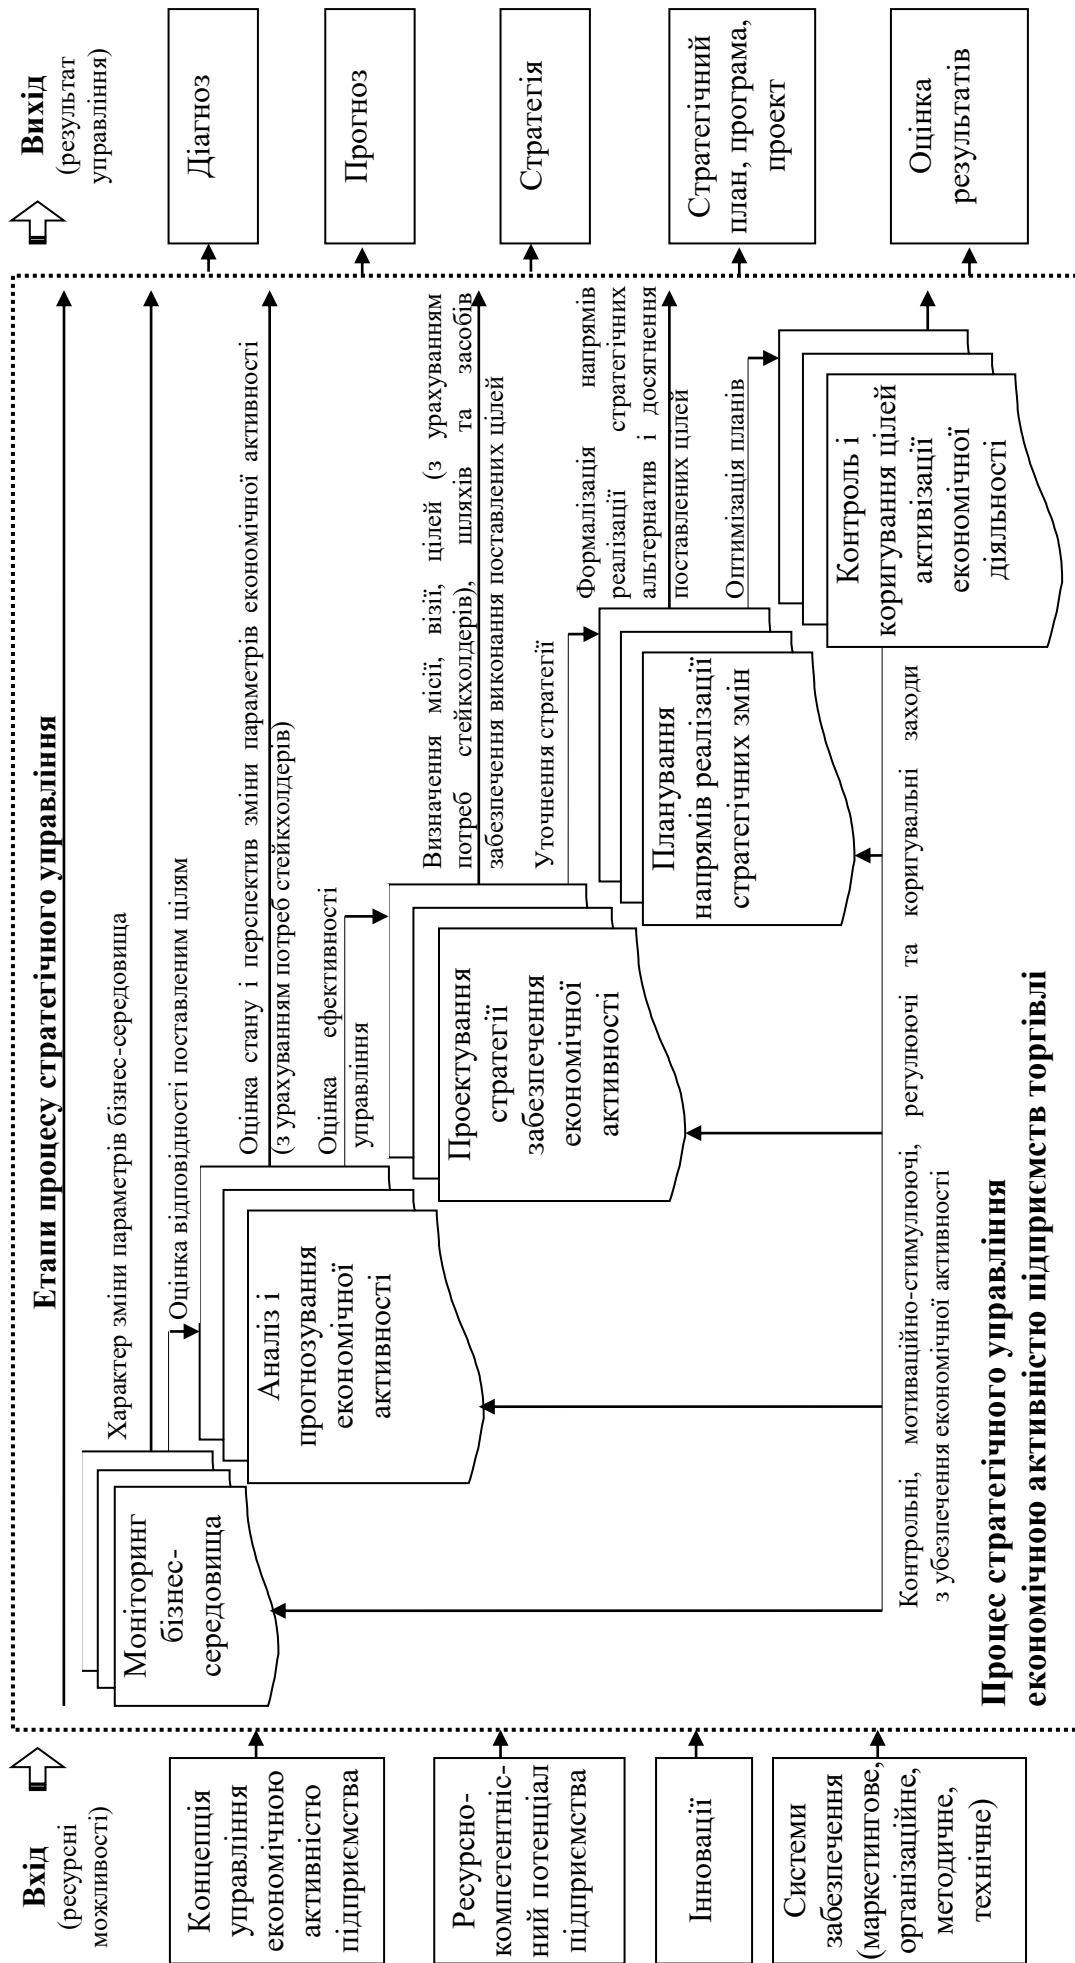 Вхід
(ресурсні
можливості)
Концепція
управління
економічною
активністю
підприємства
Ресурсно-
компетентніс-
ний потенціал
підприємства
Інновації
Системи
забезпечення
(маркетингове,
організаційне,
методичне,
технічне)
Етапи процесу стратегічного управління
Моніторинг
бізнес-
середовища
Характер зміни параметрів бізнес-середовища
Оцінка відповідності поставленим цілям
Аналіз і
прогнозування
економічної
активності
Оцінка стану і перспектив зміни параметрів економічної активності
(з урахуванням потреб стейкхолдерів)
Оцінка ефективності
управління
Проектування
стратегії
забезпечення
економічної
активності
Визначення місії, візії, цілей (з урахуванням
потреб стейкхолдерів), шляхів та засобів
забезпечення виконання поставлених цілей
Уточнення стратегії
Планування
напрямів реалізації
стратегічних змін
Формалізація напрямів
реалізації стратегічних
альтернатив і досягнення
поставлених цілей
Оптимізація планів
Контроль і
коригування цілей
активізації
економічної
діяльності
Контрольні, мотиваційно-стимулюючі, регулюючі та коригувальні заходи
з убезпечення економічної активності
Процес стратегічного управління
економічною активністю підприємств торгівлі
Вихід
(результат
управління)
Діагноз
Прогноз
Стратегія
Стратегічний
план, програма,
проект
Оцінка
результатів